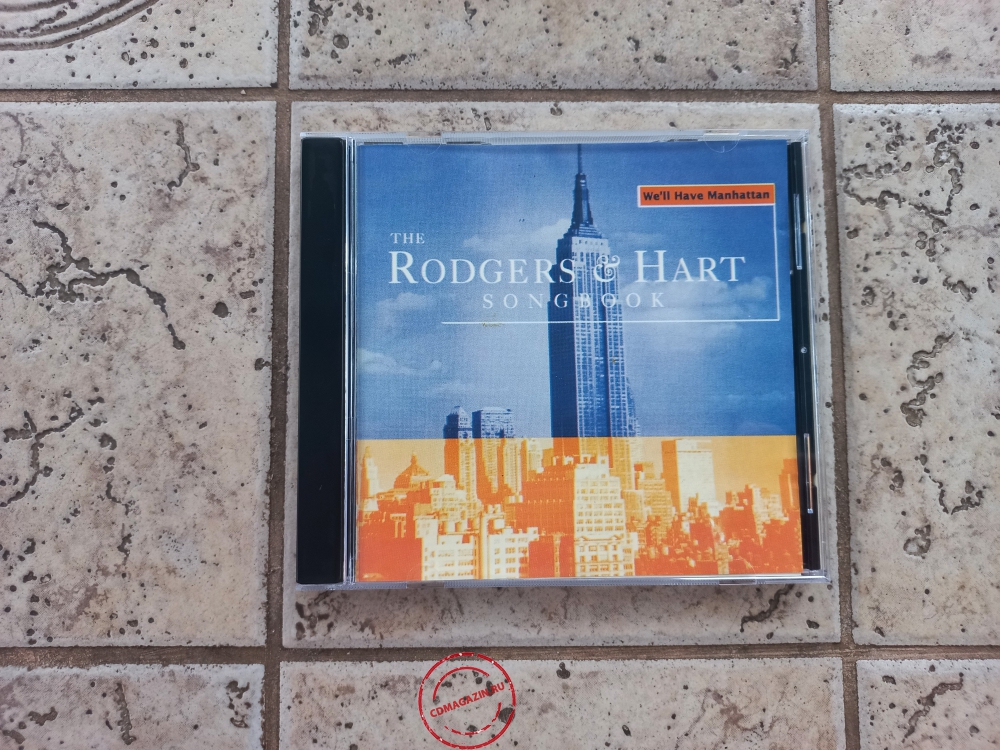 We'll Have Manhattan
THE
RODGERS & HART
SONGBOOK
CDMAGAZIN.RU